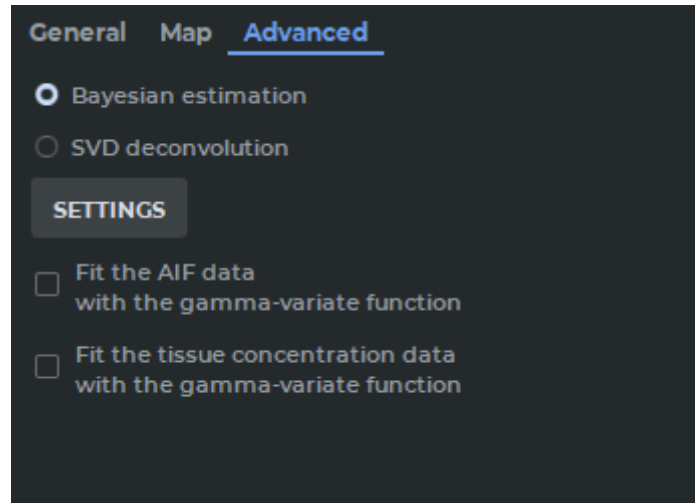 General Map Advanced
Bayesian estimation
SVD deconvolution
SETTINGS
Fit the AIF data
with the gamma-variate function
Fit the tissue concentration data
with the gamma-variate function